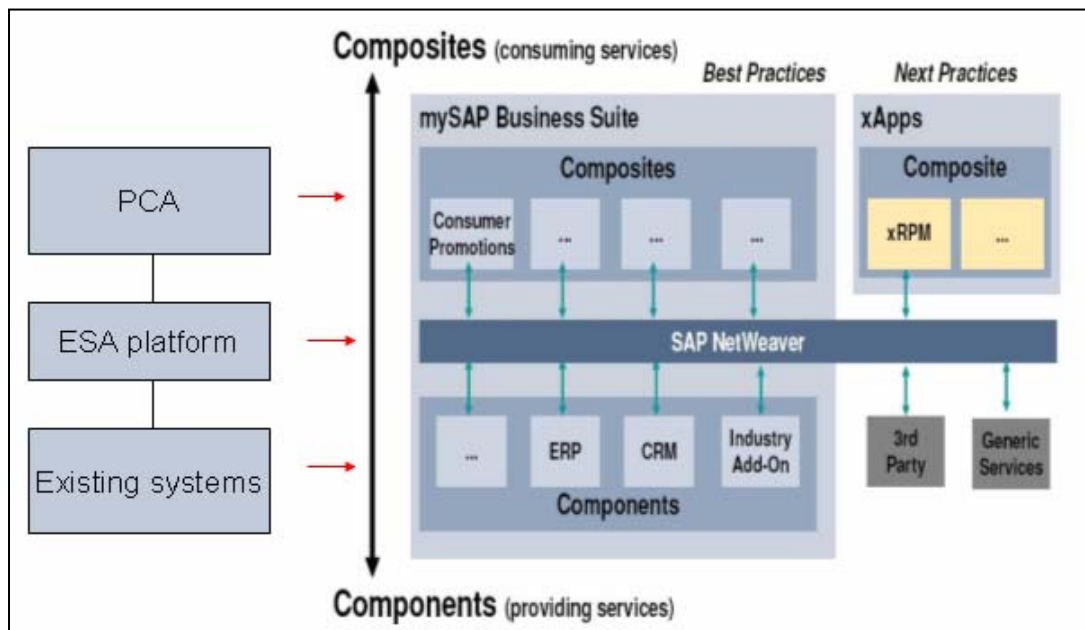 Composites (consuming services)
Best Practices
Next Practices
mySAP Business Suite
xApps
Composites
Composite
PCA
Consumer
Promotions
...
...
...
xRPM
...
ESA platform
SAP NetWeaver
Existing systems
...
ERP
CRM
Industry
Add-On
3rd
Party
Generic
Services
Components
Components (providing services)